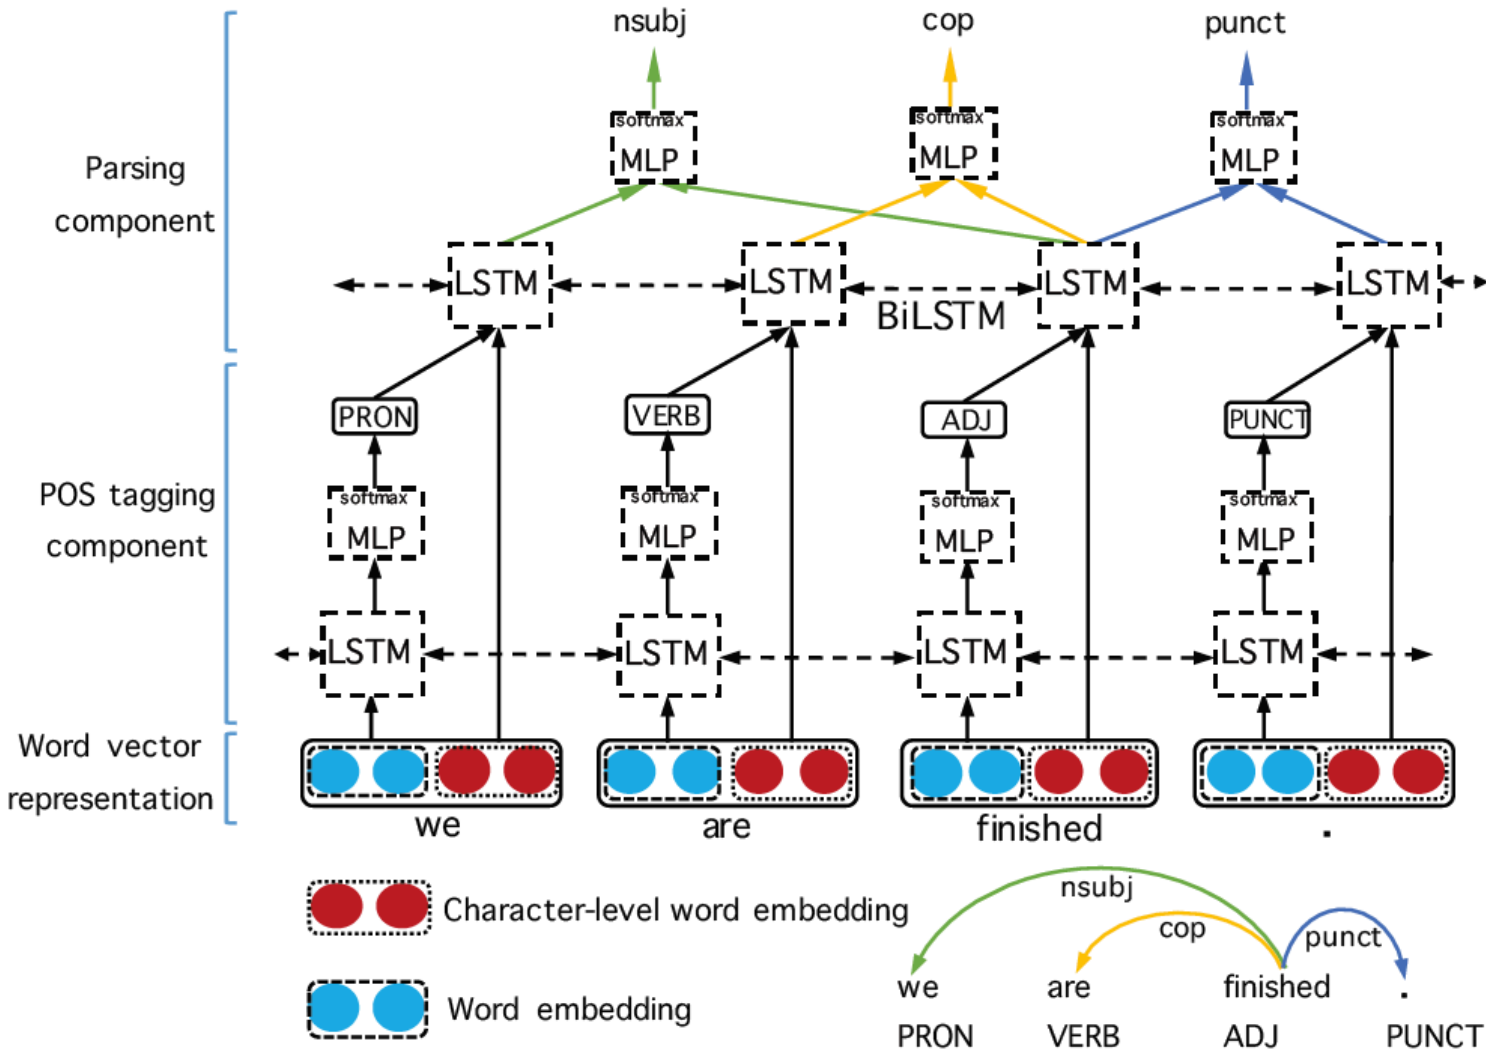 nsubj cop punct
softmax softmax softmax
MLP MLP MLP
Parsing
component
LSTM LSTM LSTM LSTM
BiLSTM
PRON VERB ADJ PUNCT
POS tagging
component
softmax softmax softmax softmax
MLP MLP MLP MLP
LSTM LSTM LSTM LSTM
Word vector
representation
we are finished .
Character-level word embedding
Word embedding
nsubj
cop punct
we are finished .
PRON VERB ADJ PUNCT